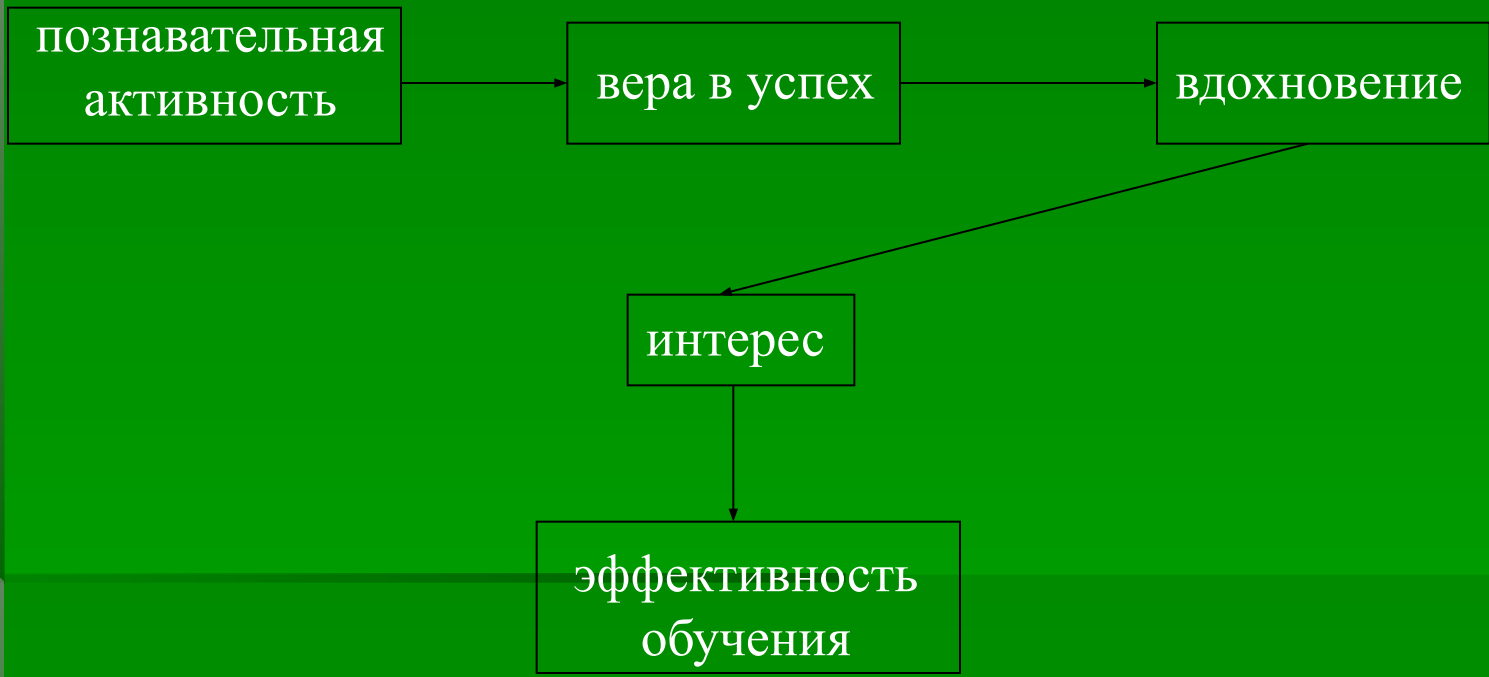 познавательная
активность
вера в успех
вдохновение
интерес
эффективность
обучения